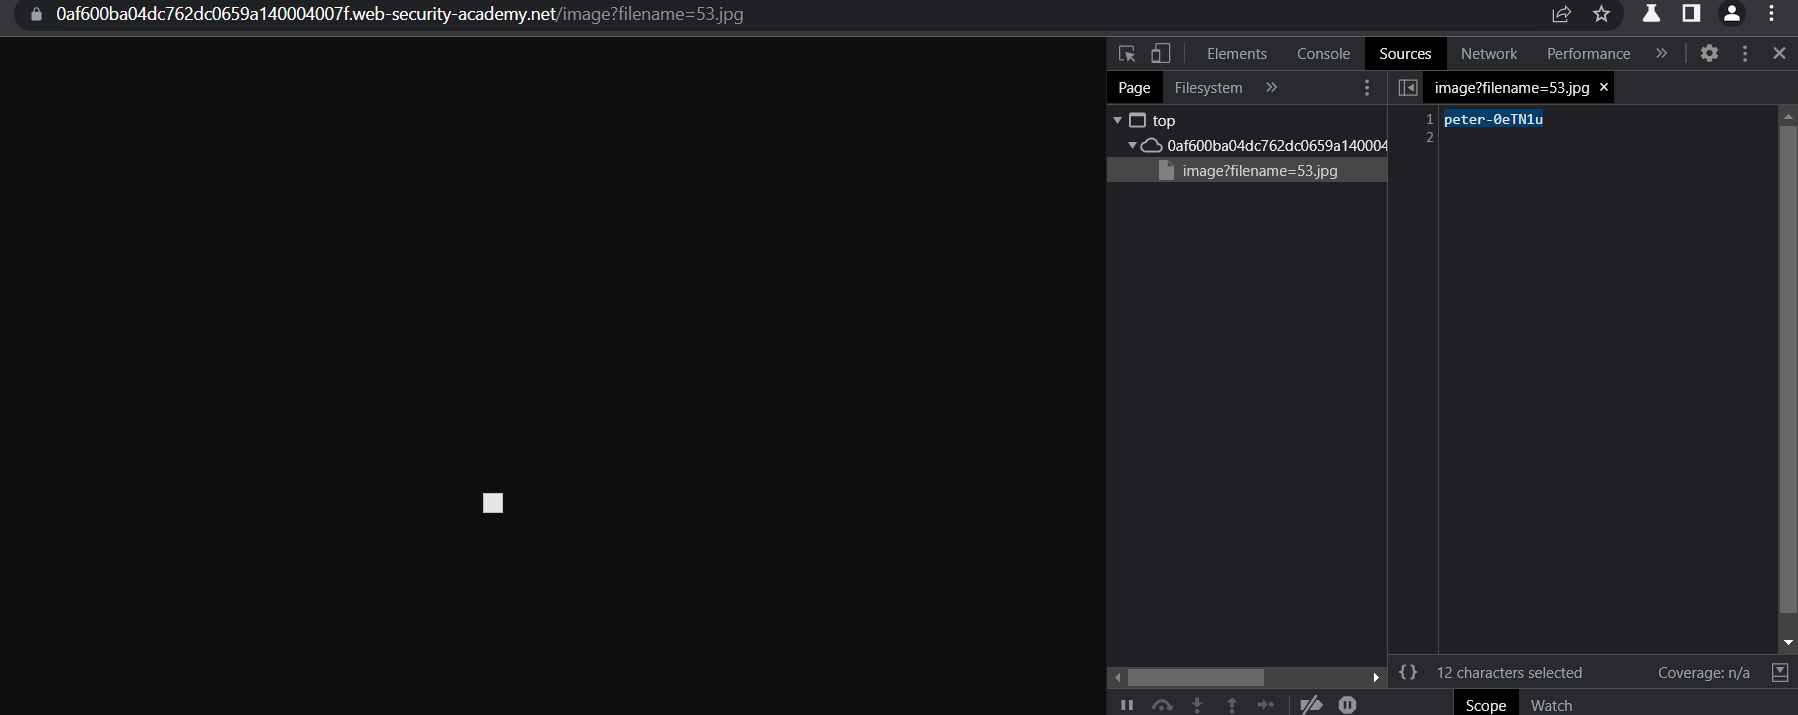 0af600ba04dc762dc0659a140004007f.web-security-academy.net/image?filename=53.jpg
Elements Console Sources Network Performance »
Page Filesystem » image?filename=53.jpg ×
top
0af600ba04dc762dc0659a140004
image?filename=53.jpg
1 peter-0eTN1u
2
{} 12 characters selected Coverage: n/a
Scope Watch